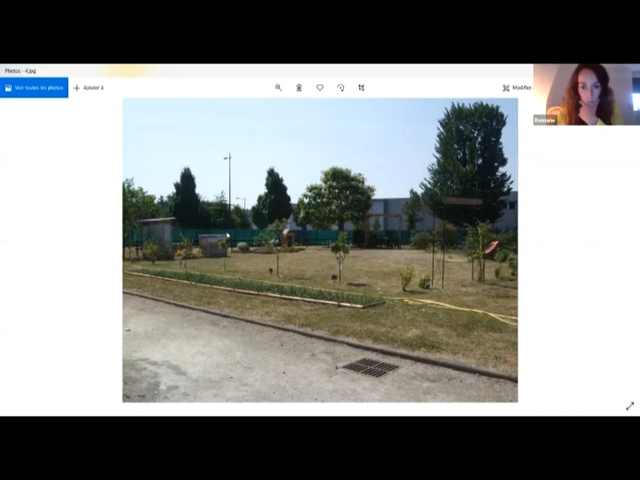 Photos - 4.jpg
Voir toutes les photos
Ajouter à
Modifier
Romane